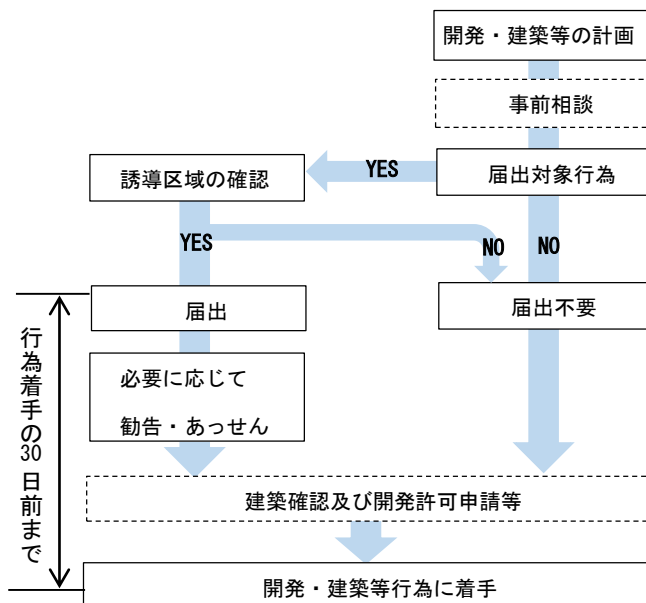 開発・建築等の計画
事前相談
届出対象行為
YES
誘導区域の確認
YES
NO
NO
届出
届出不要
必要に応じて
勧告・あっせん
行為着手の30日前まで
建築確認及び開発許可申請等
開発・建築等行為に着手